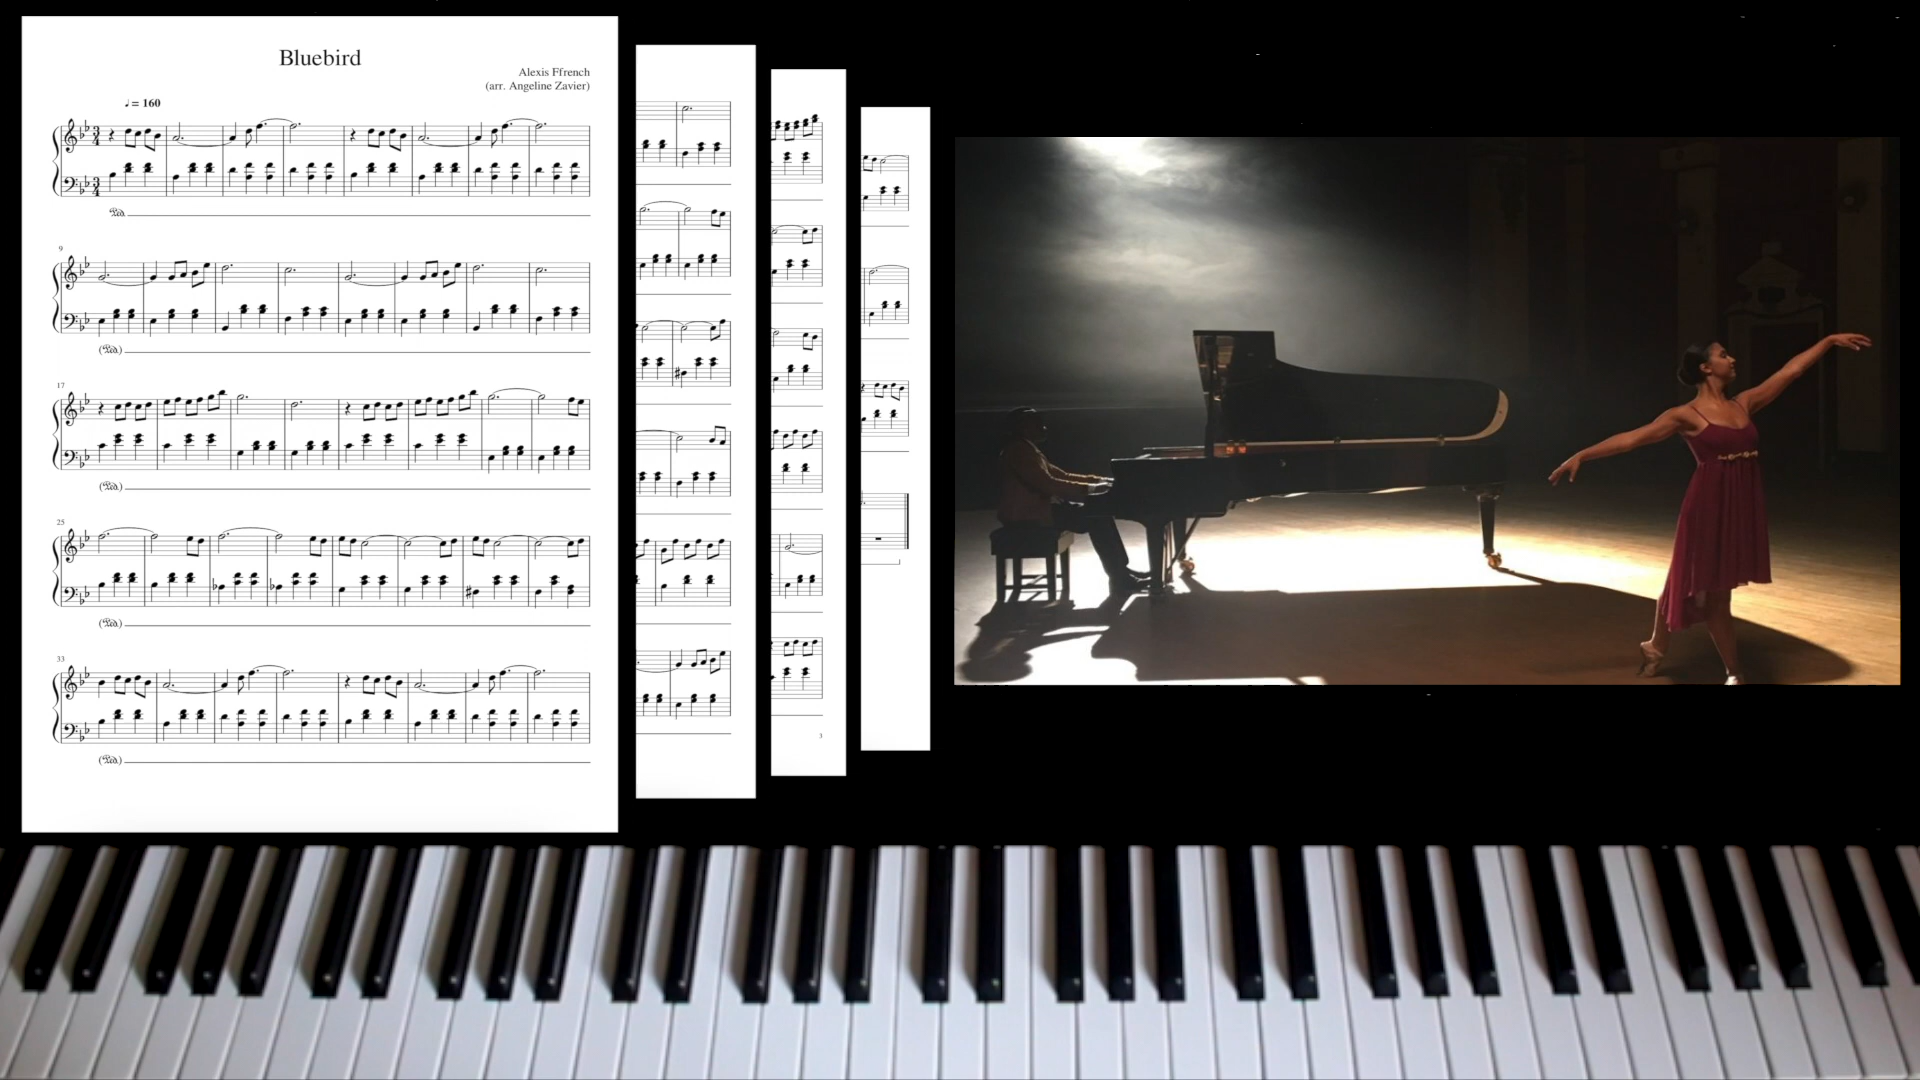 Bluebird
Alexis Ffrench
(arr. Angeline Zavier)
♩ = 160
9
17
25
33
3